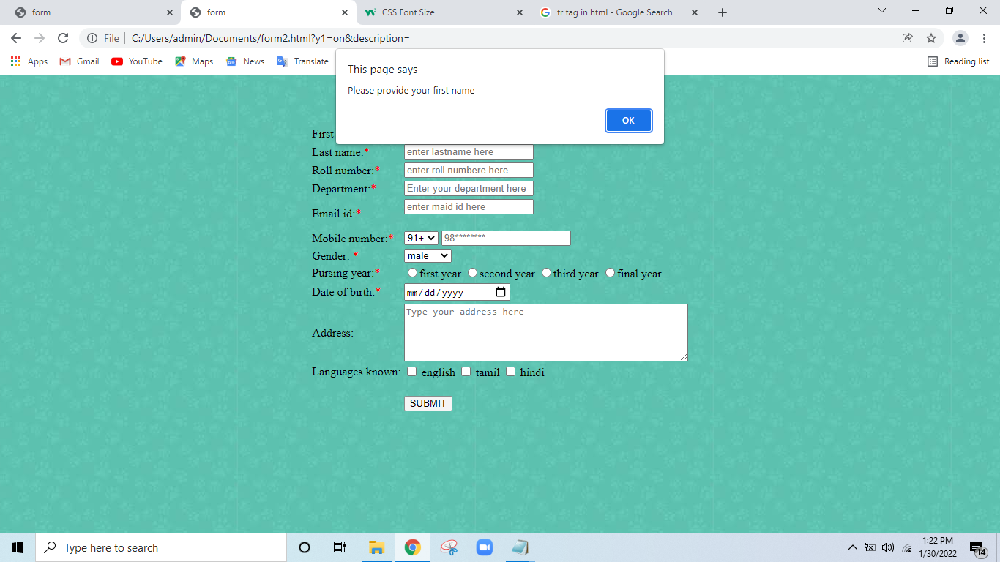 form
form
CSS Font Size
tr tag in html - Google Search
File
C:/Users/admin/Documents/form2.html?y1=on&description=
Apps
Gmail
YouTube
Maps
News
Translate
Reading list
This page says
Please provide your first name
OK
First
Last name:* enter lastname here
Roll number:* enter roll numbere here
Department:* Enter your department here
Email id:* enter maid id here
Mobile number:* 91+ 98********
Gender: * male
Pursing year:* first year second year third year final year
Date of birth:* mm/dd/yyyy
Address: Type your address here
Languages known: english tamil hindi
SUBMIT
Type here to search
1:22 PM
1/30/2022
14